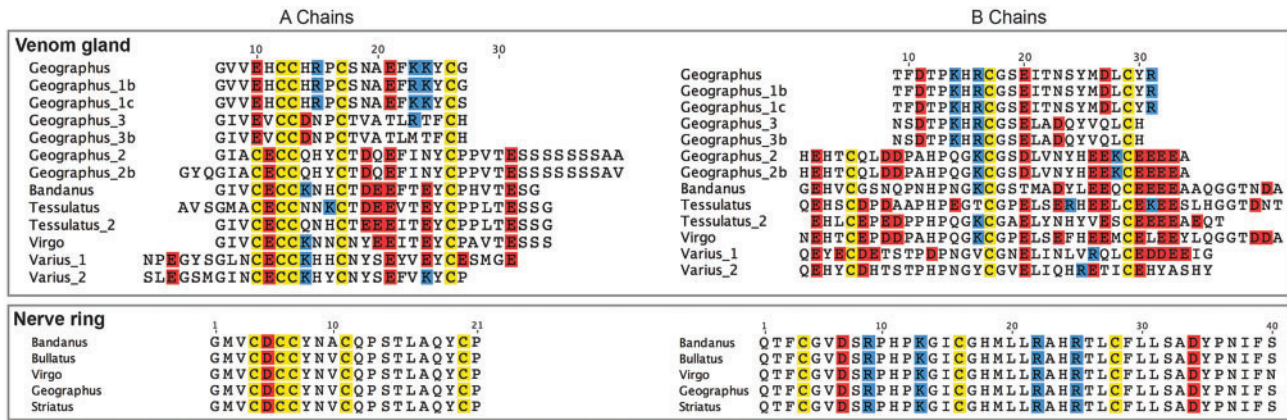 A Chains
B Chains
Venom gland
10 20 30
Geographus GVVEHCCHRPCSNAEFKKYCG
Geographus_1b GVVEHCCHRPCSNAEFRKYCG
Geographus_1c GVVEHCCHRPCSNAEFKKYCS
Geographus_3 GIVEVCCDNPCTVATLRTFCH
Geographus_3b GIVEVCCDNPCTVATLMTFCH
Geographus_2 GIACECCQHYCTDQEFINYCPPVTESSSSSSSAA
Geographus_2b GYQGIACECCQHYCTDQEFINYCPPVTESSSSSSSAV
Bandanus GIVCECCKNHCTDEEFTEYCPHVTESG
Tessulatus AVSGMACECCNNKCTDEEVTEYCPPLTESSG
Tessulatus_2 GIVCECCQNHCTEEEITEYCPPLTESSG
Virgo GIVCECCKNNCNYEEITEYCPAVTESSS
Varius_1 NPEGYSGLNCECCKHHCNYSEYVEYCESMGE
Varius_2 SLEGSMGINCECCKHYCNYSEFVKYCP
10 20 30
Geographus TFDTPKHRCGSEITNSYMDLCYR
Geographus_1b TFDTPKHRCGSEITNSYMDLCYR
Geographus_1c TFDTPKHRCGSEITNSYMDLCYR
Geographus_3 NSDTPKHRCGSELADQYVQLCH
Geographus_3b NSDTPKHRCGSELADQYVQLCH
Geographus_2 HEHTCQLDDPAHPQGKCGSDLVNYHEEKCEEEEA
Geographus_2b HEHTCQLDDPAHPQGKCGSDLVNYHEEKCEEEEA
Bandanus GEHVCGSNQPNHPNGKCGSTMADYLEEQCEEEEAAQGGTNDA
Tessulatus QEHSCDPDAAPHPEGTCGPELSERHEELCEKEESLHGGTDNT
Tessulatus_2 EHLCEPEDPPHPQGKCGAELYNHYVESCEEEEAEQT
Virgo NEHTCEPDDPAHPQGKCGPELSEFHEEMCELEEYLQGGTDDA
Varius_1 QEYECDETSTPDPNGVCGNELINLVRQLCEDDEEIG
Varius_2 QEHYCDHTSTPHPNGYCGVELIQHRETICEHYASHY
Nerve ring
1 10 21
Bandanus GMVCDCCYNACQPSTLAQYCP
Bullatus GMVCDCCYNVCQPSTLAQYCP
Virgo GMVCDCCYNVCQPSTLAQYCP
Geographus GMVCDCCYNVCQPSTLAQYCP
Striatus GMVCDCCYNVCQPSTLAQYCP
1 10 20 30 40
Bandanus QTFCGVDSRPHPKGICGHMLLRAHRTLCFLLSADYPNIFS
Bullatus QTFCGVDSRPHPKGICGHMLLRAHRTLCFLLSADYPNIFS
Virgo QTFCGVDSRPHPKGICGHMLLRAHRTLCFLLSADYPNIFN
Geographus QTFCGVDSRPHPKGICGHMLLRAHRTLCFLLSADYPNIFS
Striatus QTFCGVDSRPHPKGICGHMLLRAHRTLCFLLSADYPNIFS